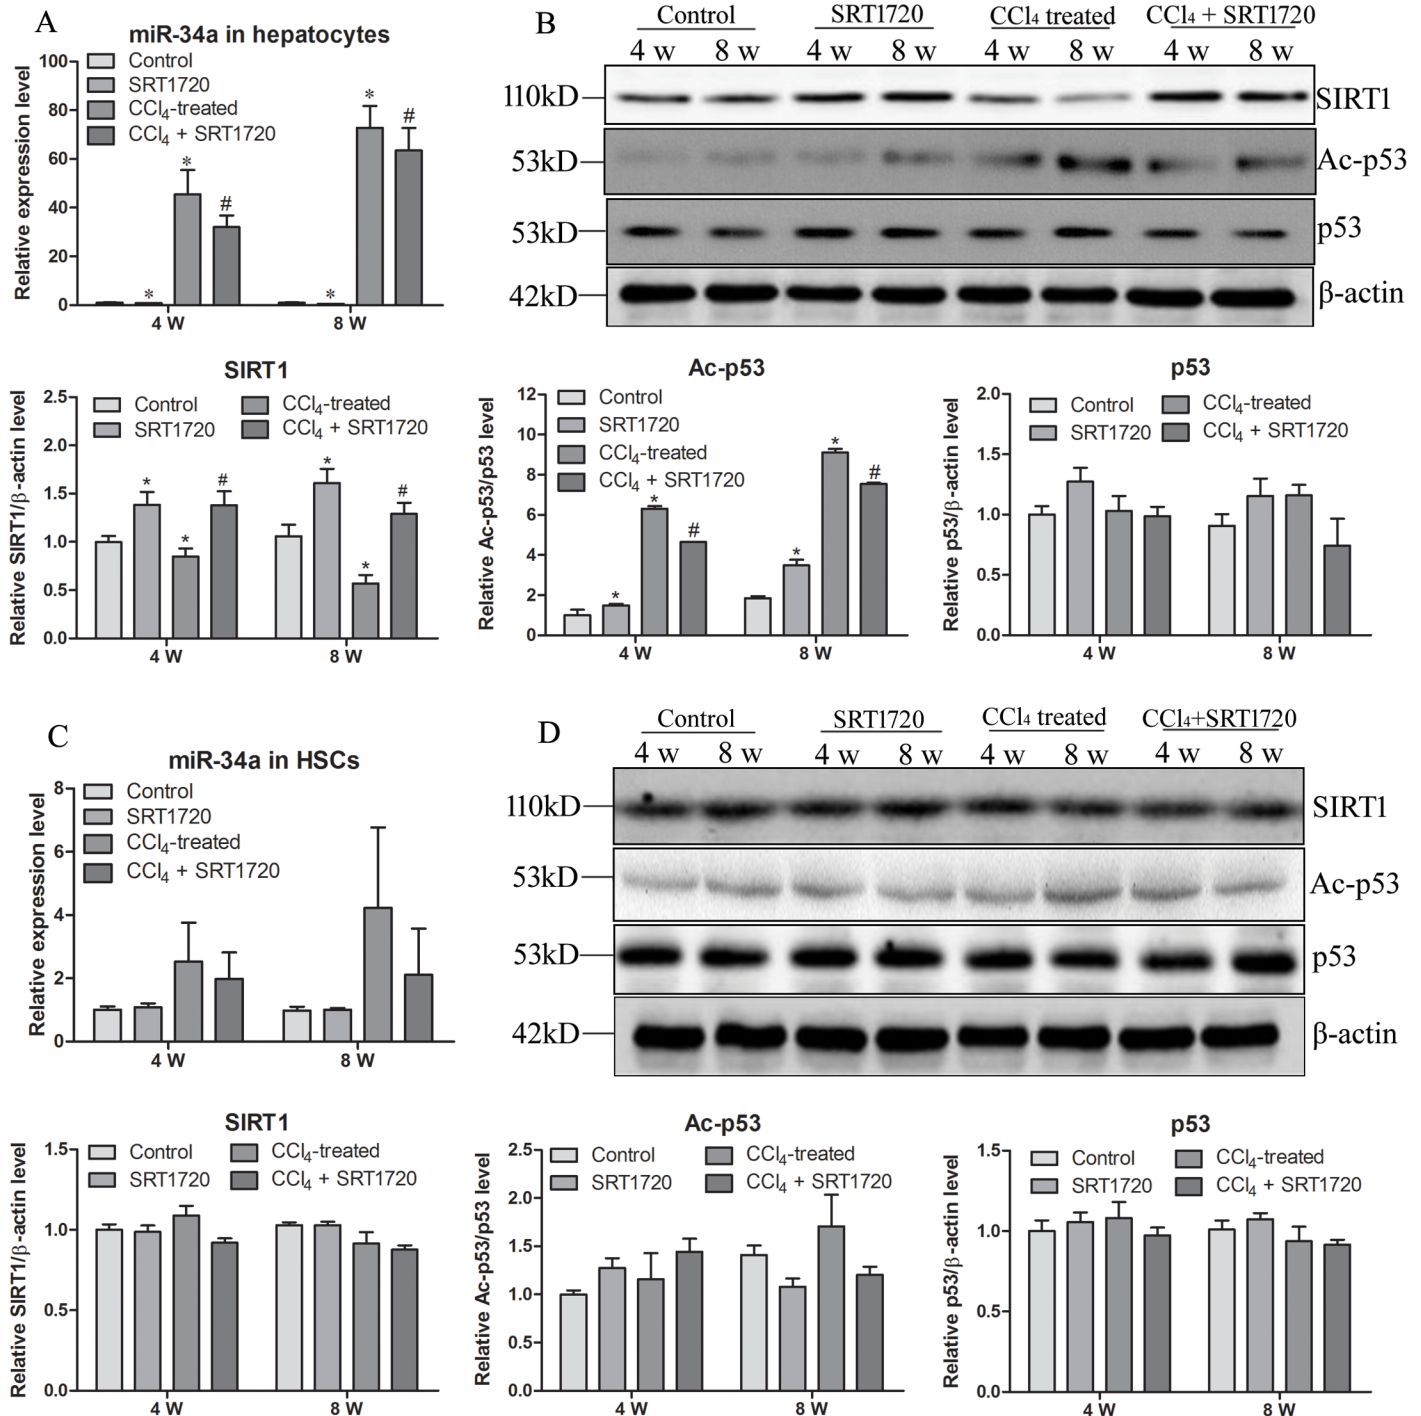 A
miR-34a in hepatocytes
Relative expression level
100
80
60
40
20
0
Control
SRT1720
CCl4-treated
CCl4 + SRT1720
*
*
#
*
*
#
4 W
8 W
B
Control
SRT1720
CCl4 treated
CCl4 + SRT1720
4 w
8 w
4 w
8 w
4 w
8 w
4 w
8 w
110kD
SIRT1
53kD
Ac-p53
53kD
p53
42kD
β-actin
SIRT1
Relative SIRT1/β-actin level
2.5
2.0
1.5
1.0
0.5
0.0
Control
SRT1720
CCl4-treated
CCl4 + SRT1720
*
*
#
*
*
#
4 W
8 W
Ac-p53
Relative Ac-p53/p53 level
12
10
8
6
4
2
0
Control
SRT1720
CCl4-treated
CCl4 + SRT1720
*
*
#
*
*
#
4 W
8 W
p53
Relative p53/β-actin level
2.0
1.5
1.0
0.5
0.0
Control
SRT1720
CCl4-treated
CCl4 + SRT1720
4 W
8 W
C
miR-34a in HSCs
Relative expression level
8
6
4
2
0
Control
SRT1720
CCl4-treated
CCl4 + SRT1720
4 W
8 W
D
Control
SRT1720
CCl4 treated
CCl4+SRT1720
4 w
8 w
4 w
8 w
4 w
8 w
4 w
8 w
110kD
SIRT1
53kD
Ac-p53
53kD
p53
42kD
β-actin
SIRT1
Relative SIRT1/β-actin level
1.5
1.0
0.5
0.0
Control
SRT1720
CCl4-treated
CCl4 + SRT1720
4 W
8 W
Ac-p53
Relative Ac-p53/p53 level
2.5
2.0
1.5
1.0
0.5
0.0
Control
SRT1720
CCl4-treated
CCl4 + SRT1720
4 W
8 W
p53
Relative p53/β-actin level
1.5
1.0
0.5
0.0
Control
SRT1720
CCl4-treated
CCl4 + SRT1720
4 W
8 W